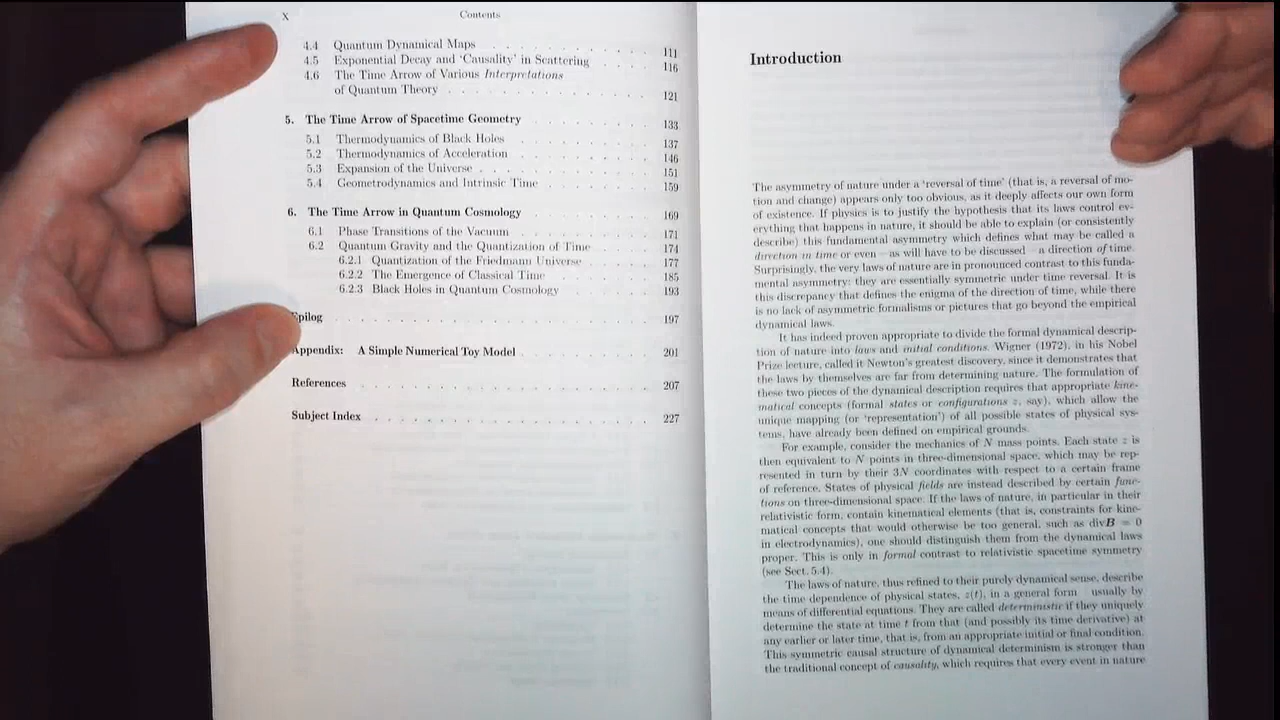 X Contents
4.4 Quantum Dynamical Maps . . . . . . . . . . 111
4.5 Exponential Decay and ‘Causality’ in Scattering . . . . 116
4.6 The Time Arrow of Various Interpretations
of Quantum Theory . . . . . . . . . . . . 121
5. The Time Arrow of Spacetime Geometry . . . . . . . 133
5.1 Thermodynamics of Black Holes . . . . . . . . 137
5.2 Thermodynamics of Acceleration . . . . . . . . 146
5.3 Expansion of the Universe . . . . . . . . . . 151
5.4 Geometrodynamics and Intrinsic Time . . . . . . 159
6. The Time Arrow in Quantum Cosmology . . . . . . . 169
6.1 Phase Transitions of the Vacuum . . . . . . . . 171
6.2 Quantum Gravity and the Quantization of Time . . . . 174
6.2.1 Quantization of the Friedmann Universe . . . . 177
6.2.2 The Emergence of Classical Time . . . . . . 185
6.2.3 Black Holes in Quantum Cosmology . . . . . 193
Epilog . . . . . . . . . . . . . . . . . . 197
Appendix: A Simple Numerical Toy Model . . . . . . . 201
References . . . . . . . . . . . . . . . . . 207
Subject Index . . . . . . . . . . . . . . . . 227
Introduction
The asymmetry of nature under a ‘reversal of time’ (that is, a reversal of mo-
tion and change) appears only too obvious, as it deeply affects our own form
of existence. If physics is to justify the hypothesis that its laws control ev-
erything that happens in nature, it should be able to explain (or consistently
describe) this fundamental asymmetry which defines what may be called a
direction in time or even – as will have to be discussed – a direction of time.
Surprisingly, the very laws of nature are in pronounced contrast to this funda-
mental asymmetry: they are essentially symmetric under time reversal. It is
this discrepancy that defines the enigma of the direction of time, while there
is no lack of asymmetric formalisms or pictures that go beyond the empirical
dynamical laws.
It has indeed proven appropriate to divide the formal dynamical descrip-
tion of nature into laws and initial conditions. Wigner (1972), in his Nobel
Prize lecture, called it Newton's greatest discovery, since it demonstrates that
the laws by themselves are far from determining nature. The formulation of
these two pieces of the dynamical description requires that appropriate kine-
matical concepts (formal states or configurations z, say), which allow the
unique mapping (or ‘representation’) of all possible states of physical sys-
tems, have already been defined on empirical grounds.
For example, consider the mechanics of N mass points. Each state z is
then equivalent to N points in three-dimensional space, which may be rep-
resented in turn by their 3N coordinates with respect to a certain frame
of reference. States of physical fields are instead described by certain func-
tions on three-dimensional space. If the laws of nature, in particular in their
relativistic form, contain kinematical elements (that is, constraints for kine-
matical concepts that would otherwise be too general, such as divB = 0
in electrodynamics), one should distinguish them from the dynamical laws
proper. This is only in formal contrast to relativistic spacetime symmetry
(see Sect. 5.4).
The laws of nature, thus refined to their purely dynamical sense, describe
the time dependence of physical states, z(t), in a general form – usually by
means of differential equations. They are called deterministic if they uniquely
determine the state at time t from that (and possibly its time derivative) at
any earlier or later time, that is, from an appropriate initial or final condition.
This symmetric causal structure of dynamical determinism is stronger than
the traditional concept of causality, which requires that every event in nature